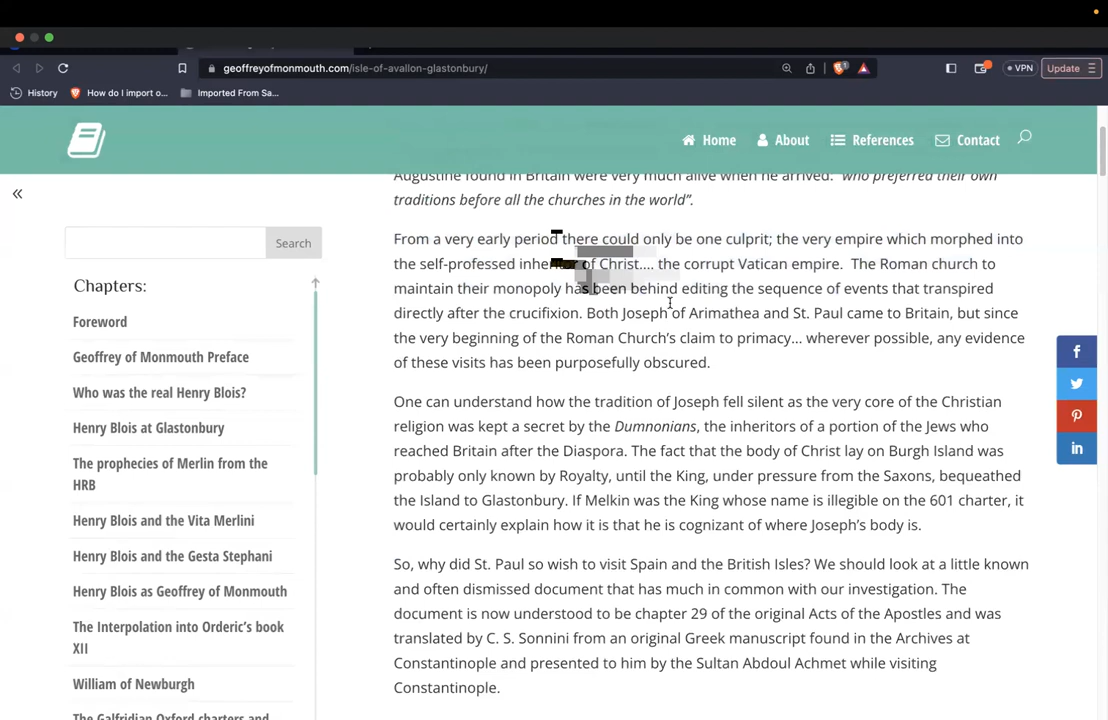 geoffreyofmonmouth.com/isle-of-avallon-glastonbury/
VPN
Update
History
How do I import o...
Imported From Sa...
Home
About
References
Contact
«
Search
Chapters:
Foreword
Geoffrey of Monmouth Preface
Who was the real Henry Blois?
Henry Blois at Glastonbury
The prophecies of Merlin from the
HRB
Henry Blois and the Vita Merlini
Henry Blois and the Gesta Stephani
Henry Blois as Geoffrey of Monmouth
The Interpolation into Orderic's book
XII
William of Newburgh
The Galfridian Oxford charters and
Augustine found in Britain were very much alive when he arrived. "who preferred their own
traditions before all the churches in the world".
From a very early period there could only be one culprit; the very empire which morphed into
the self-professed of Christ.... the corrupt Vatican empire. The Roman church to
maintain their monopoly has been behind editing the sequence of events that transpired
directly after the crucifixion. Both Joseph of Arimathea and St. Paul came to Britain, but since
the very beginning of the Roman Church's claim to primacy... wherever possible, any evidence
of these visits has been purposefully obscured.
One can understand how the tradition of Joseph fell silent as the very core of the Christian
religion was kept a secret by the Dumnonians, the inheritors of a portion of the Jews who
reached Britain after the Diaspora. The fact that the body of Christ lay on Burgh Island was
probably only known by Royalty, until the King, under pressure from the Saxons, bequeathed
the Island to Glastonbury. If Melkin was the King whose name is illegible on the 601 charter, it
would certainly explain how it is that he is cognizant of where Joseph's body is.
So, why did St. Paul so wish to visit Spain and the British Isles? We should look at a little known
and often dismissed document that has much in common with our investigation. The
document is now understood to be chapter 29 of the original Acts of the Apostles and was
translated by C. S. Sonnini from an original Greek manuscript found in the Archives at
Constantinople and presented to him by the Sultan Abdoul Achmet while visiting
Constantinople.